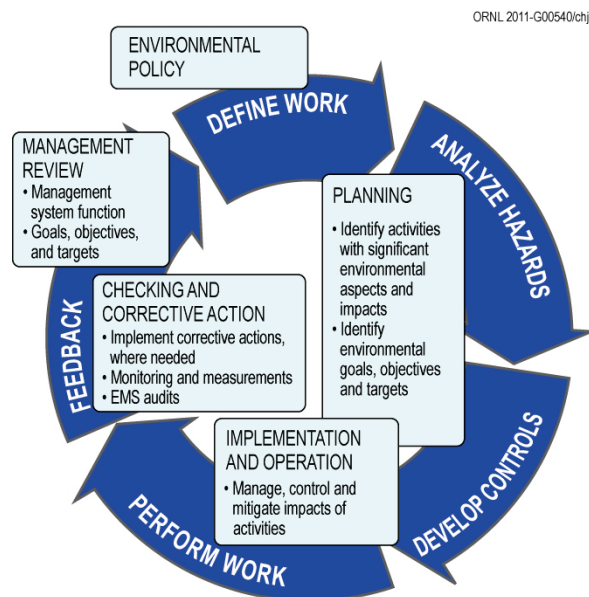 ORNL 2011-G00540/chj
ENVIRONMENTAL
POLICY
DEFINE WORK
ANALYZE HAZARDS
MANAGEMENT
REVIEW
• Management
system function
• Goals, objectives,
and targets
PLANNING
• Identify activities
with significant
environmental
aspects and
impacts
• Identify
environmental
goals, objectives
and targets
CHECKING AND
CORRECTIVE ACTION
• Implement corrective actions,
where needed
• Monitoring and measurements
• EMS audits
FEEDBACK
IMPLEMENTATION
AND OPERATION
• Manage, control and
mitigate impacts of
activities
DEVELOP CONTROLS
PERFORM WORK